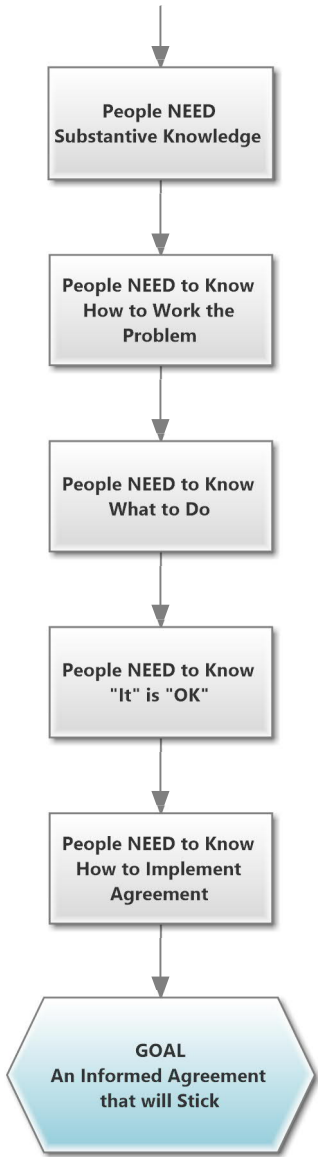 People NEED
Substantive Knowledge
People NEED to Know
How to Work the
Problem
People NEED to Know
What to Do
People NEED to Know
"It" is "OK"
People NEED to Know
How to Implement
Agreement
GOAL
An Informed Agreement
that will Stick